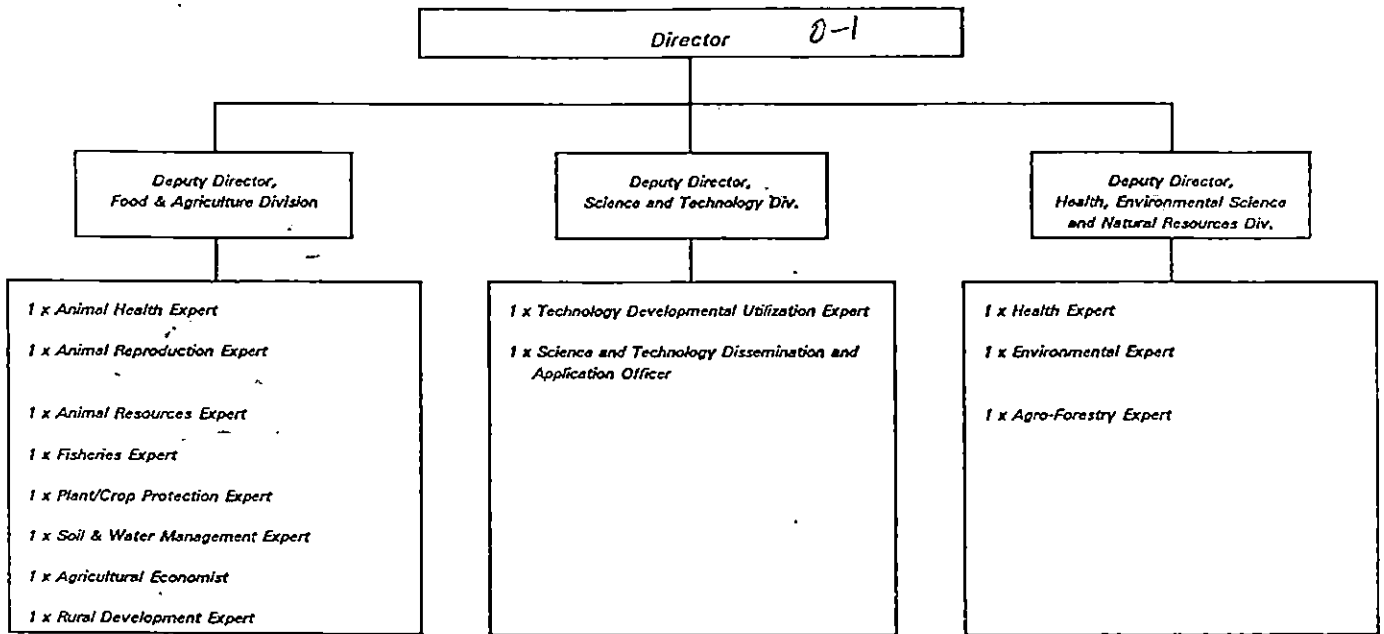 Director 0-1
Deputy Director,
Food & Agriculture Division
Deputy Director,
Science and Technology Div.
Deputy Director,
Health, Environmental Science
and Natural Resources Div.
1 x Animal Health Expert
1 x Animal Reproduction Expert
1 x Animal Resources Expert
1 x Fisheries Expert
1 x Plant/Crop Protection Expert
1 x Soil & Water Management Expert
1 x Agricultural Economist
1 x Rural Development Expert
1 x Technology Developmental Utilization Expert
1 x Science and Technology Dissemination and
Application Officer
1 x Health Expert
1 x Environmental Expert
1 x Agro-Forestry Expert